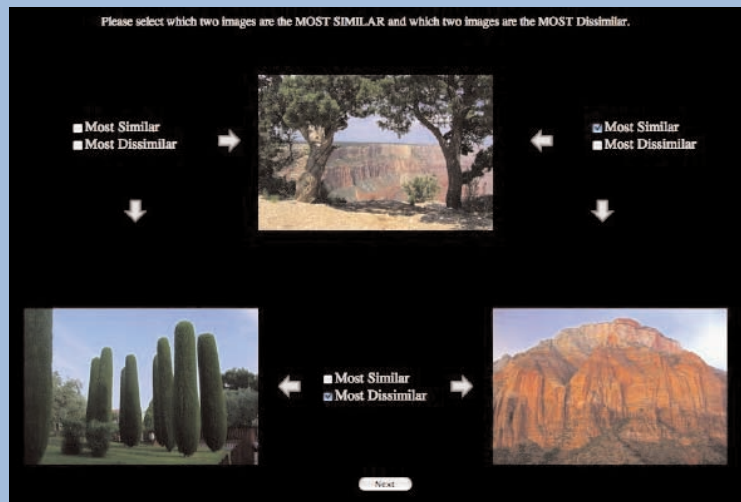 Please select which two images are the MOST SIMILAR and which two images are the MOST Dissimilar.
Most Similar
Most Dissimilar
Most Similar
Most Dissimilar
Most Similar
Most Dissimilar
Next